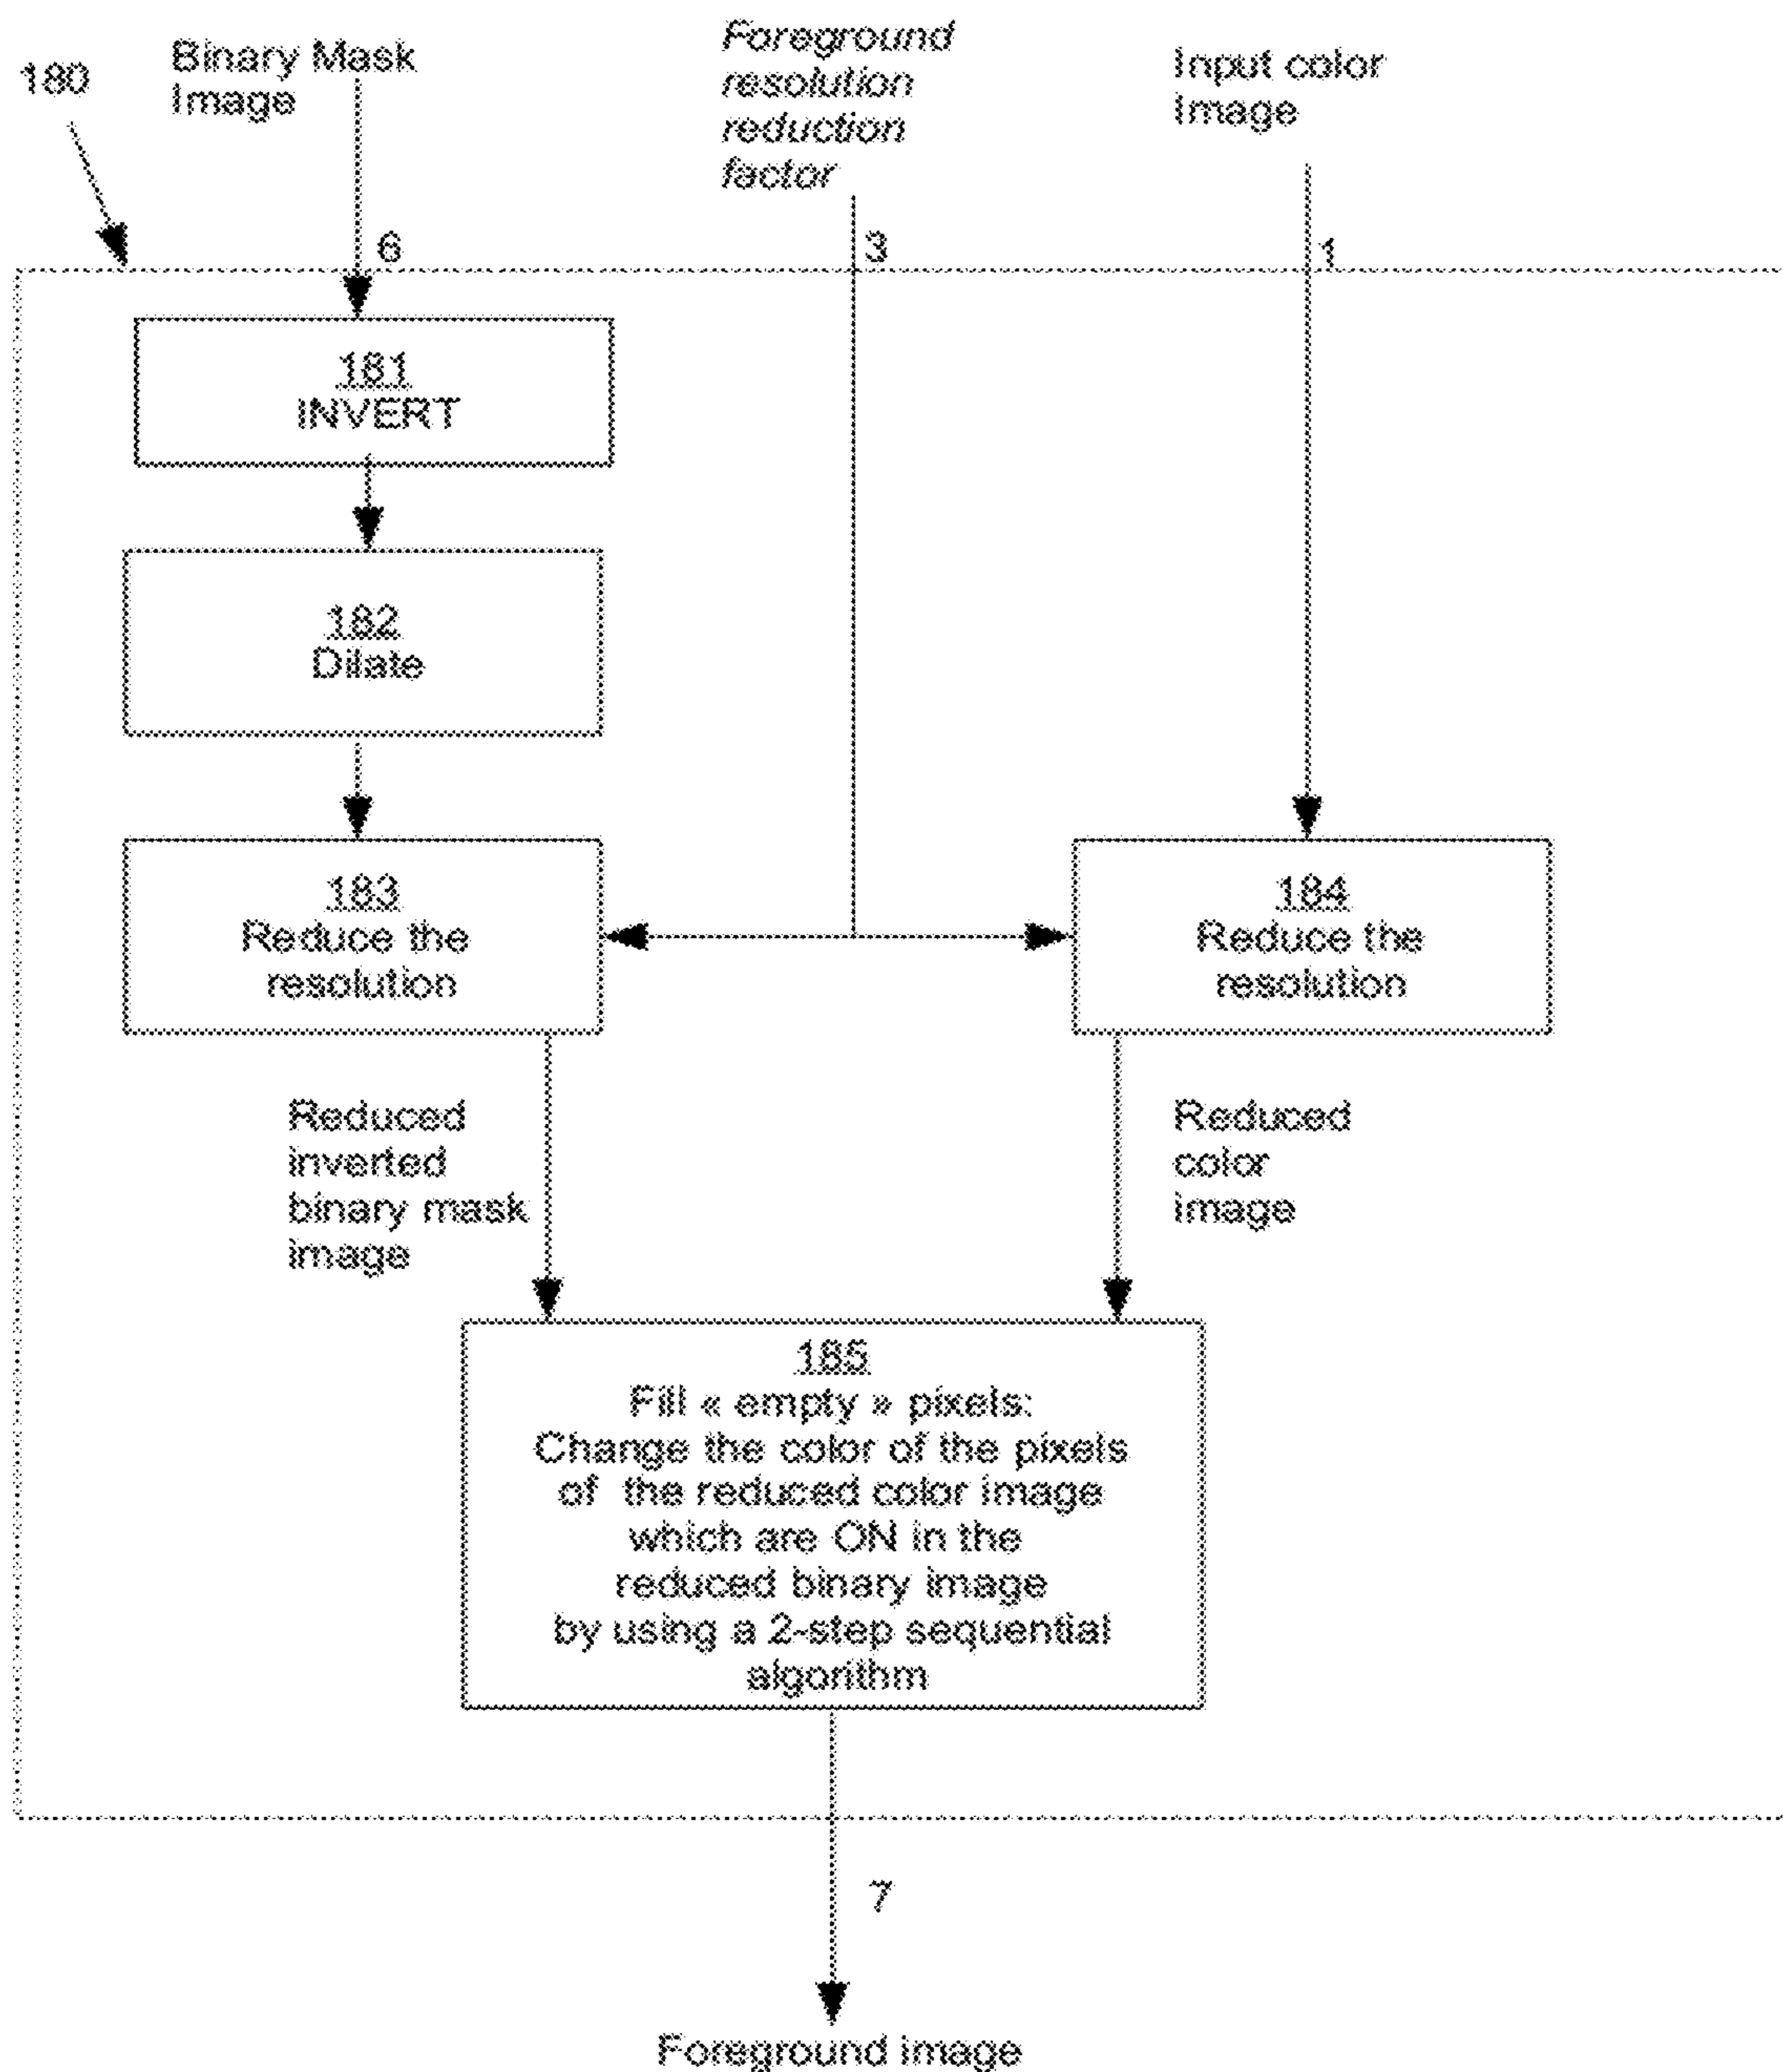 180
Binary Mask
Image
Foreground
resolution
reduction
factor
Input color
Image
6
3
1
181
INVERT
182
Dilate
183
Reduce the
resolution
184
Reduce the
resolution
Reduced
inverted
binary mask
image
Reduced
color
image
185
Fill « empty » pixels:
Change the color of the pixels
of the reduced color image
which are ON in the
reduced binary image
by using a 2-step sequential
algorithm
7
Foreground image